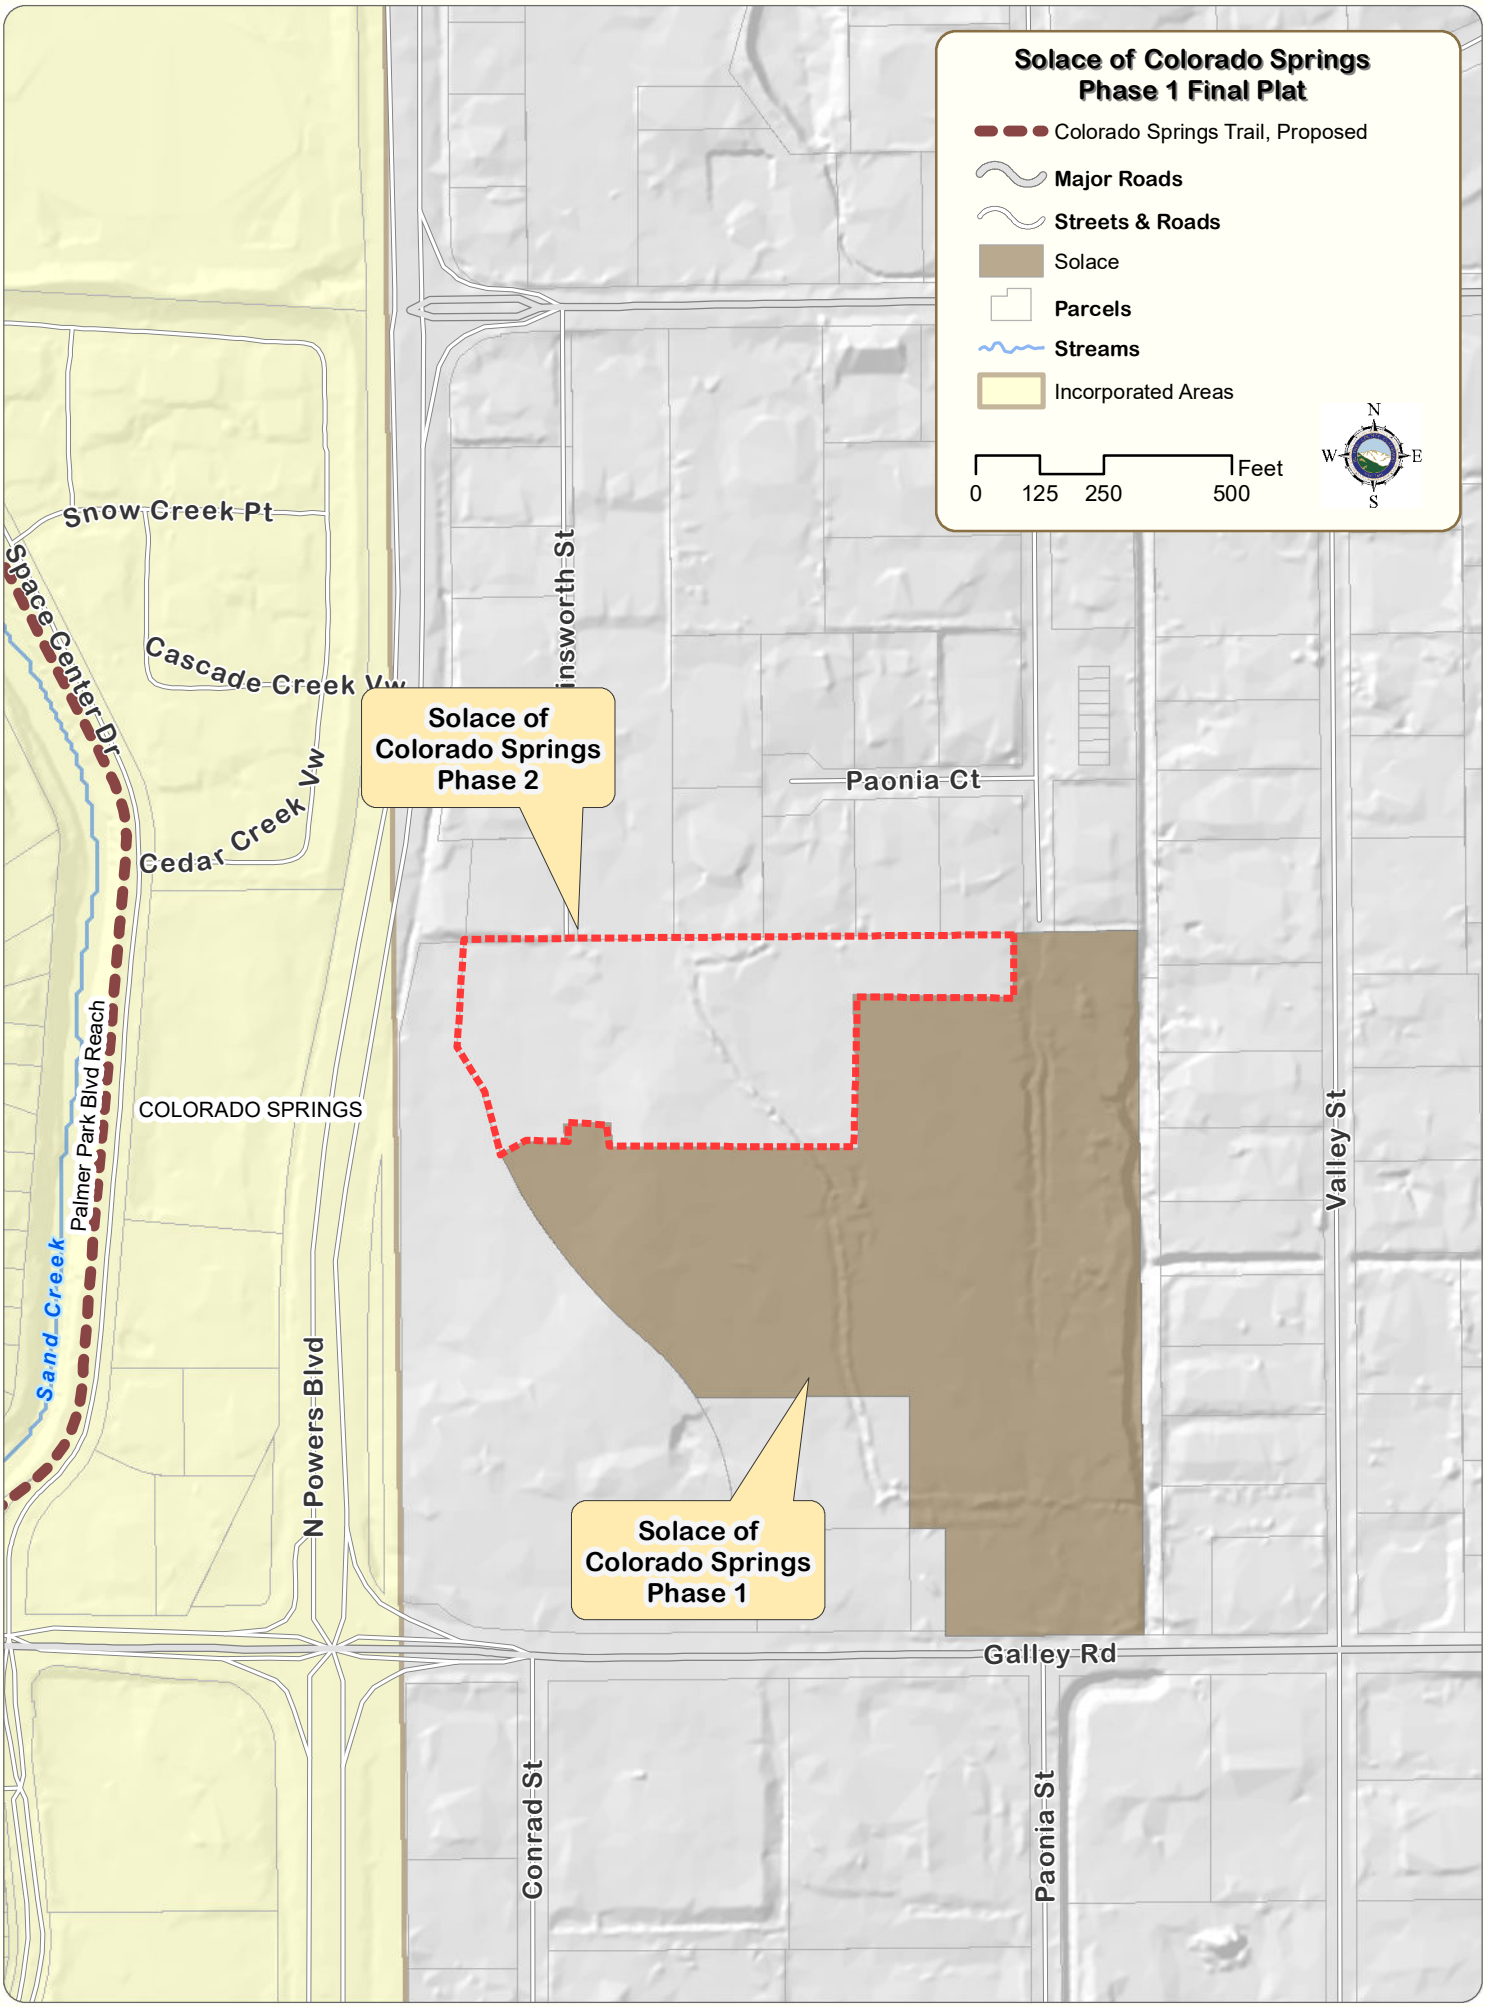 Solace of Colorado Springs
Phase 1 Final Plat
Colorado Springs Trail, Proposed
Major Roads
Streets & Roads
Solace
Parcels
Streams
Incorporated Areas
Feet
0 125 250 500
N
W E
S
Snow Creek Pt
Space Center Dr
Cascade Creek Vw
Cedar Creek Vw
insworth St
Solace of
Colorado Springs
Phase 2
Paonia Ct
Palmer Park Blvd Reach
COLORADO SPRINGS
Sand Creek
N Powers Blvd
Valley St
Solace of
Colorado Springs
Phase 1
Galley Rd
Conrad St
Paonia St